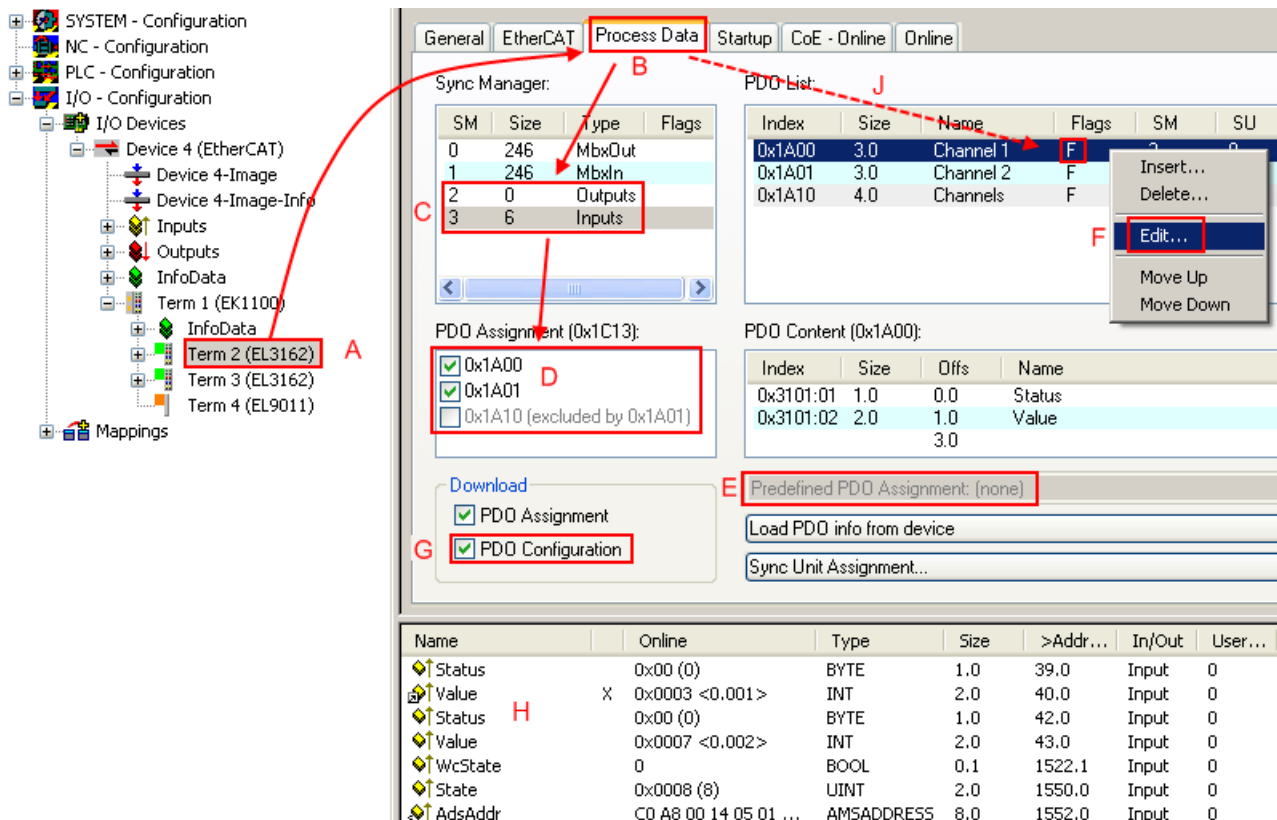 SYSTEM - Configuration
NC - Configuration
PLC - Configuration
I/O - Configuration
I/O Devices
Device 4 (EtherCAT)
Device 4-Image
Device 4-Image-Info
Inputs
Outputs
InfoData
Term 1 (EK1100)
InfoData
Term 2 (EL3162)
A
Term 3 (EL3162)
Term 4 (EL9011)
Mappings
General EtherCAT Process Data Startup CoE - Online Online
B
J
Sync Manager:
SM Size Type Flags
0 246 MbxOut
1 246 MbxIn
2 0 Outputs
3 6 Inputs
C
PDO List:
Index Size Name Flags SM SU
0x1A00 3.0 Channel 1 F
0x1A01 3.0 Channel 2 F
0x1A10 4.0 Channels F
Insert...
Delete...
F
Edit...
Move Up
Move Down
PDO Assignment (0x1C13):
0x1A00
0x1A01
0x1A10 (excluded by 0x1A01)
D
PDO Content (0x1A00):
Index Size Offs Name
0x3101:01 1.0 0.0 Status
0x3101:02 2.0 1.0 Value
3.0
Download
PDO Assignment
G
PDO Configuration
E
Predefined PDO Assignment: (none)
Load PDO info from device
Sync Unit Assignment...
Name Online Type Size >Addr... In/Out User...
Status 0x00 (0) BYTE 1.0 39.0 Input 0
Value X 0x0003 <0.001> INT 2.0 40.0 Input 0
Status 0x00 (0) BYTE 1.0 42.0 Input 0
Value 0x0007 <0.002> INT 2.0 43.0 Input 0
WcState 0 BOOL 0.1 1522.1 Input 0
State 0x0008 (8) UINT 2.0 1550.0 Input 0
AdsAddr C0 A8 00 14 05 01 ... AMSADDRESS 8.0 1552.0 Input 0
H